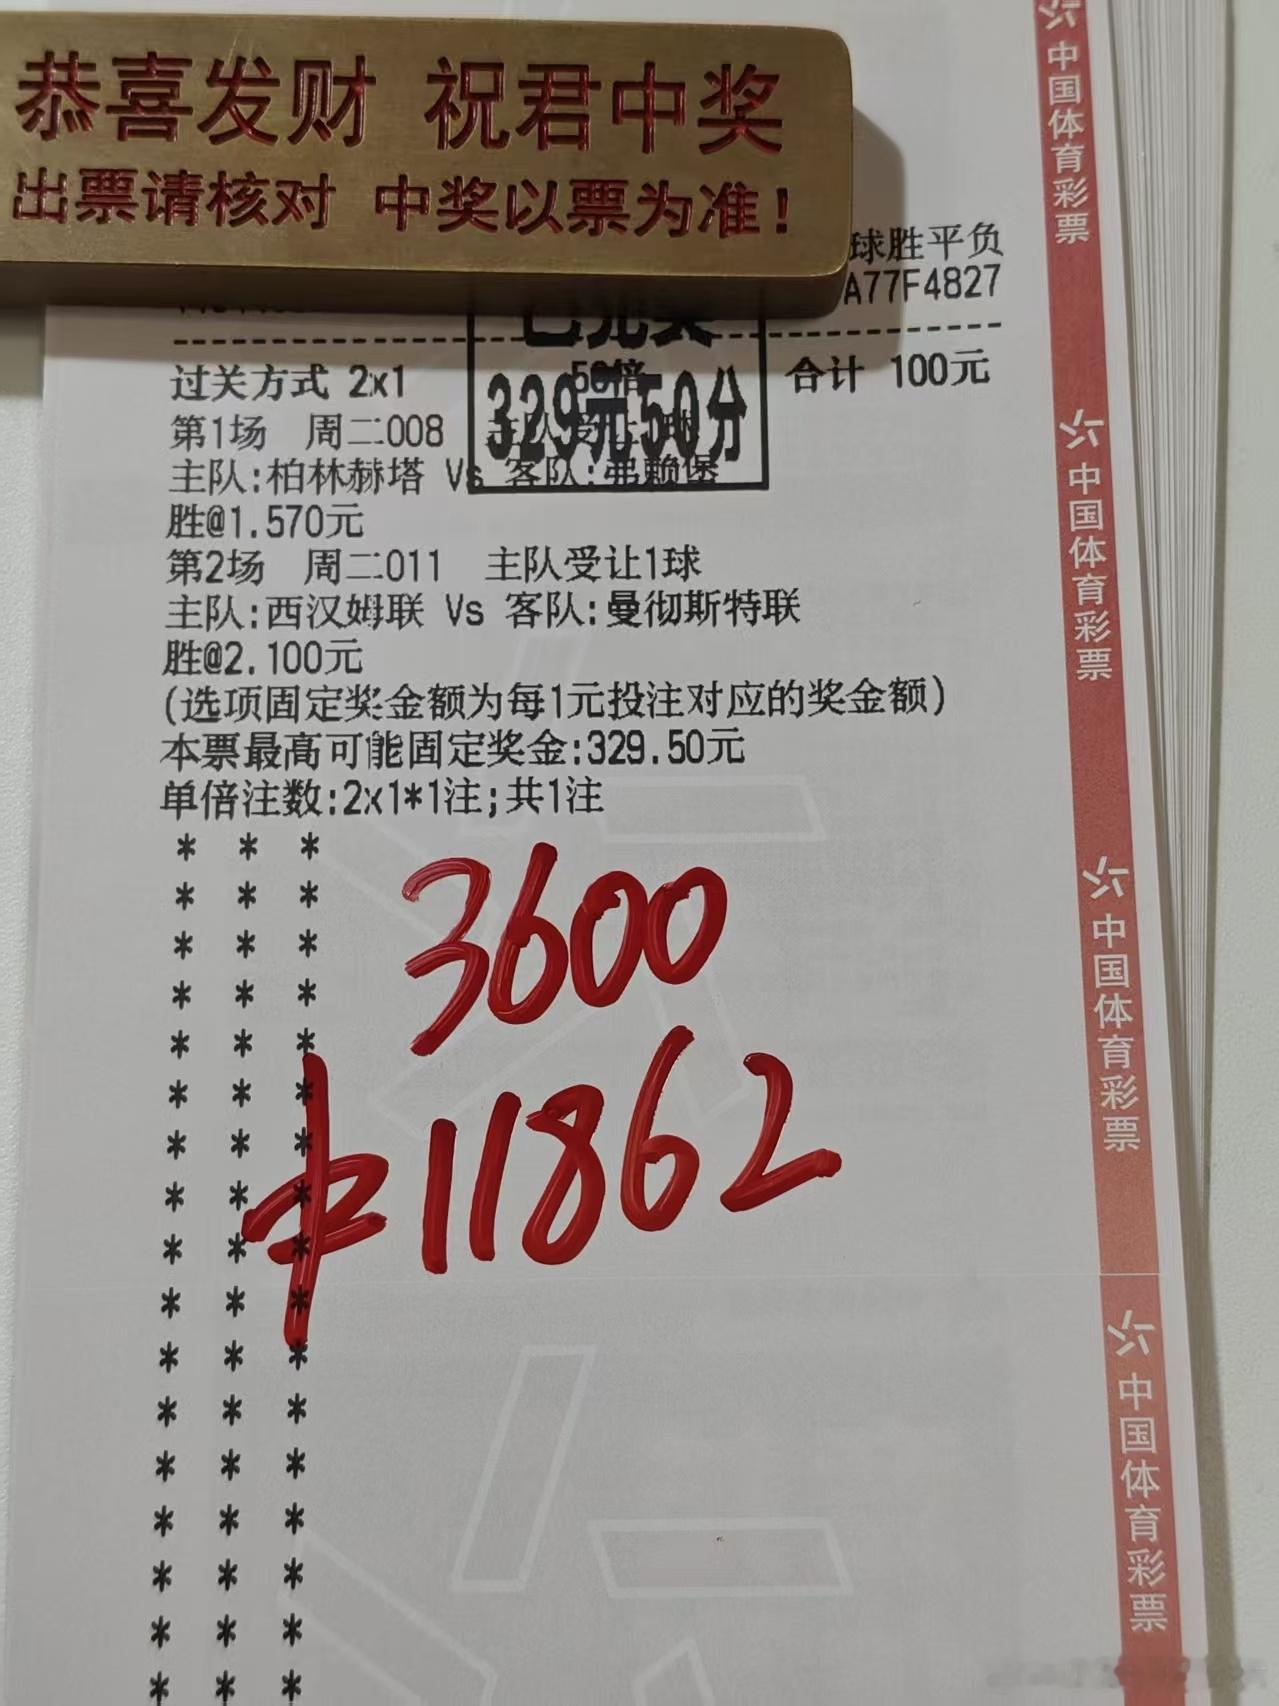 恭喜发财 祝君中奖
出票请核对 中奖以票为准!
球胜平负
A77F4827
过关方式 2x1 50倍 合计 100元
329元50分
第1场 周二008
主队:柏林赫塔 Vs 客队:弗赖堡
胜@1.570元
第2场 周二011 主队受让1球
主队:西汉姆联 Vs 客队:曼彻斯特联
胜@2.100元
(选项固定奖金额为每1元投注对应的奖金额)
本票最高可能固定奖金:329.50元
单倍注数:2x1*1注;共1注
3600
中11862
中国体育彩票
中国体育彩票
中国体育彩票
中国体育彩票